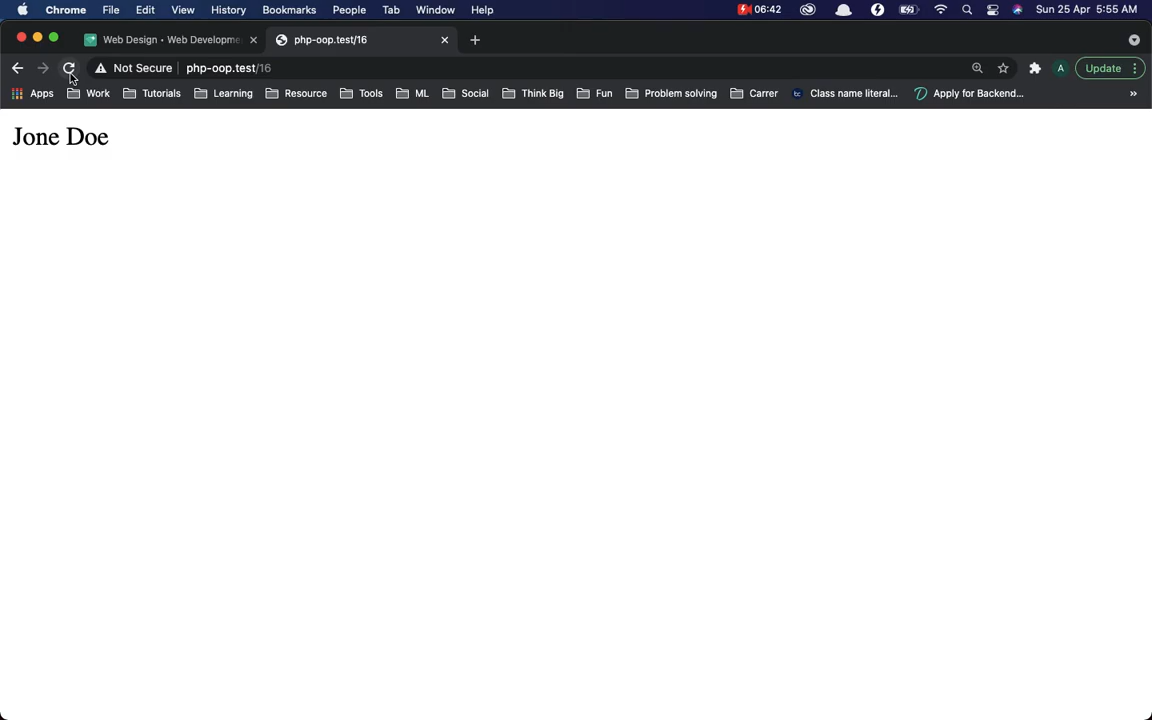 Chrome File Edit View History Bookmarks People Tab Window Help 06:42 Sun 25 Apr 5:55 AM
Web Design • Web Developme php-oop.test/16
Not Secure php-oop.test/16 A Update
Apps Work Tutorials Learning Resource Tools ML Social Think Big Fun Problem solving Carrer tc Class name literal... Apply for Backend... »
Jone Doe